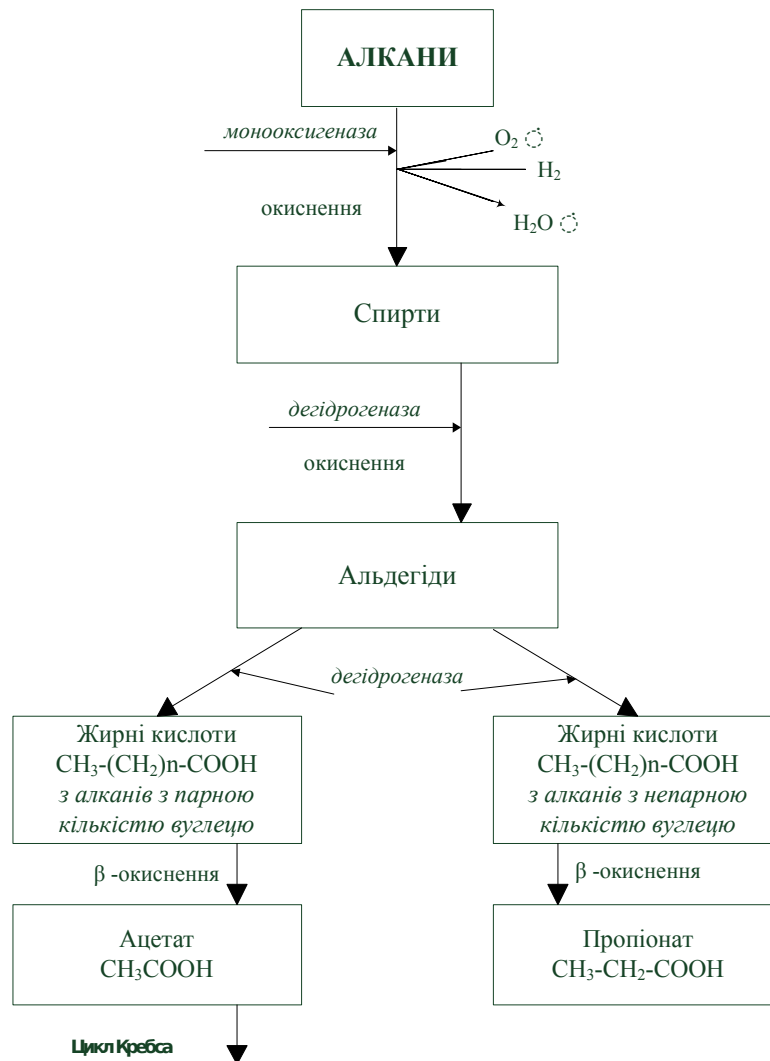 АЛКАНИ
монооксигеназа
O₂
H₂
окиснення
H₂O
Спирти
дегідрогеназа
окиснення
Альдегіди
дегідрогеназа
Жирні кислоти
CH₃-(CH₂)n-COOH
з алканів з парною
кількістю вуглецю
Жирні кислоти
CH₃-(CH₂)n-COOH
з алканів з непарною
кількістю вуглецю
β -окиснення
β -окиснення
Ацетат
CH₃COOH
Пропіонат
CH₃-CH₂-COOH
Цикл Кребса